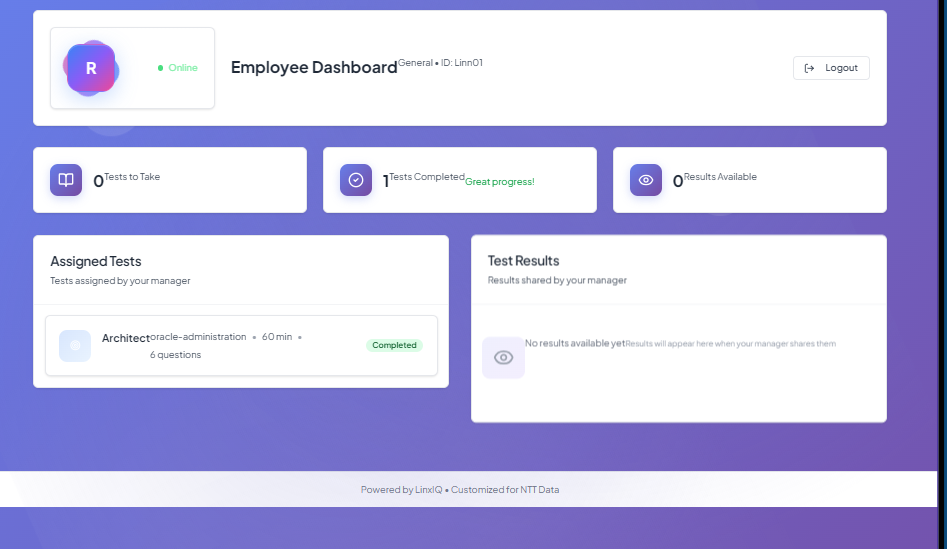 R
Online
Employee Dashboard General • ID: Linn01
Logout
0 Tests to Take
1 Tests Completed Great progress!
0 Results Available
Assigned Tests
Tests assigned by your manager
Architect oracle-administration • 60 min •
6 questions
Completed
Test Results
Results shared by your manager
No results available yet Results will appear here when your manager shares them
Powered by LinxIQ • Customized for NTT Data